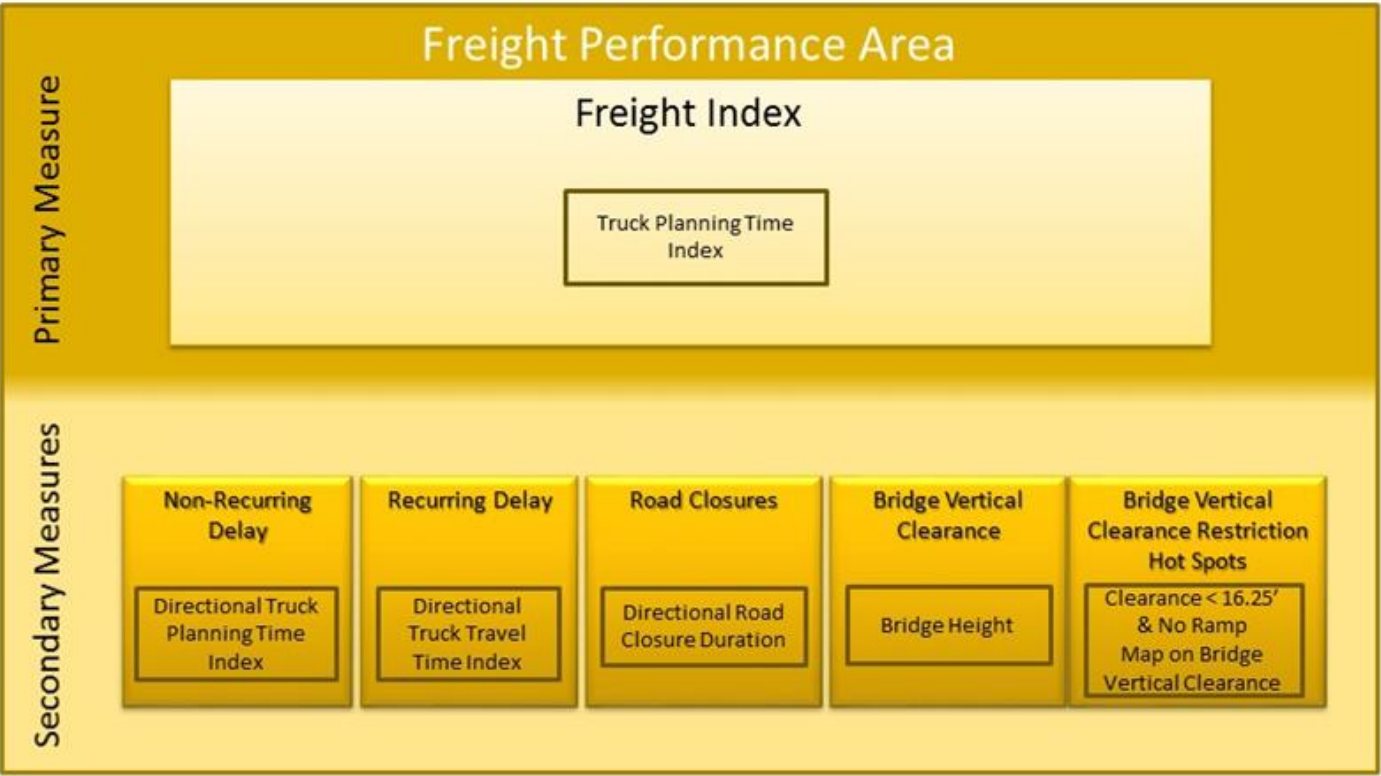 Freight Performance Area
Primary Measure
Freight Index
Truck Planning Time
Index
Secondary Measures
Non-Recurring
Delay
Directional Truck
Planning Time
Index
Recurring Delay
Directional
Truck Travel
Time Index
Road Closures
Directional Road
Closure Duration
Bridge Vertical
Clearance
Bridge Height
Bridge Vertical
Clearance Restriction
Hot Spots
Clearance < 16.25′
& No Ramp
Map on Bridge
Vertical Clearance